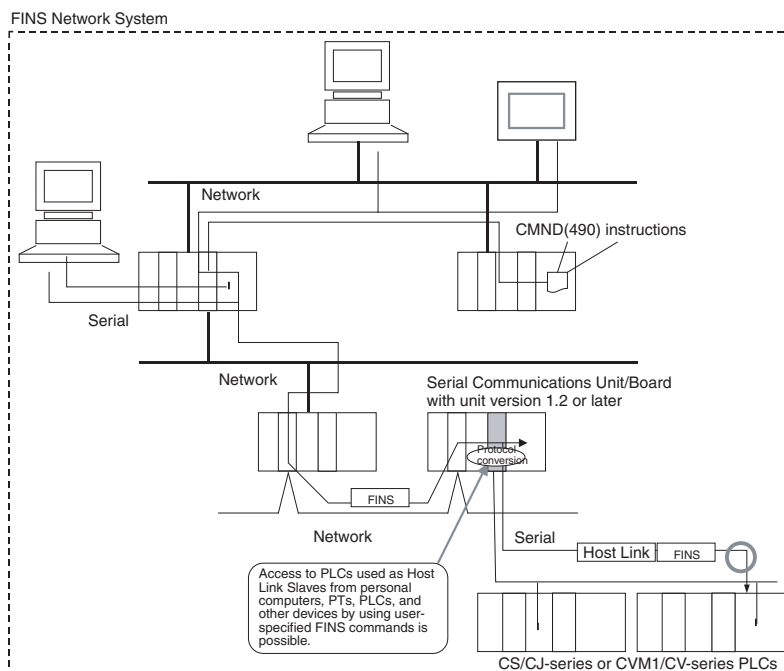 FINS Network System
Network
CMND(490) instructions
Serial
Network
Serial Communications Unit/Board
with unit version 1.2 or later
Protocol
conversion
FINS
Network
Serial
Host Link
FINS
Access to PLCs used as Host
Link Slaves from personal
computers, PTs, PLCs, and
other devices by using user-
specified FINS commands is
possible.
CS/CJ-series or CVM1/CV-series PLCs